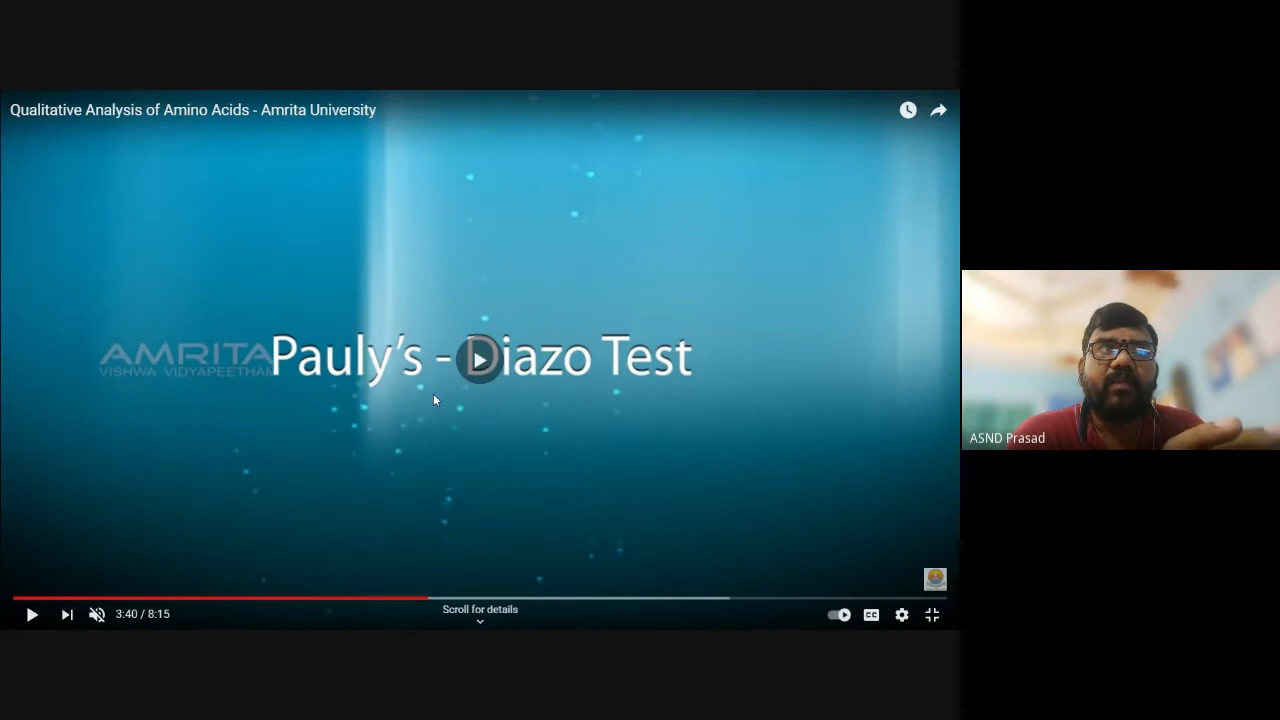 Qualitative Analysis of Amino Acids - Amrita University
AMRITA
VISHWA VIDYAPEETHAM
Pauly's - Diazo Test
ASND Prasad
3:40 / 8:15
Scroll for details
CC